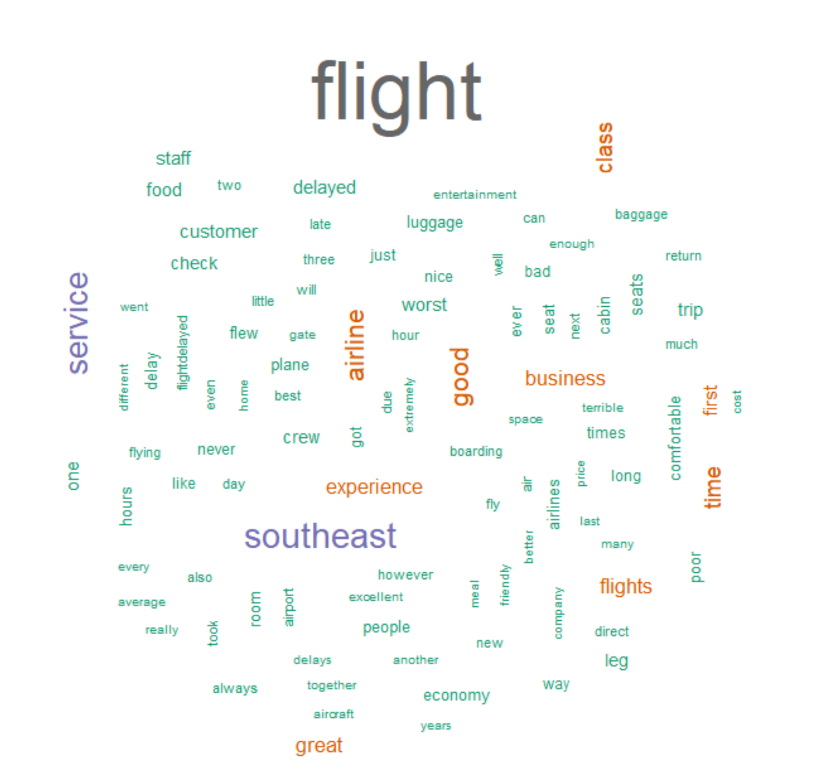 flight
class
staff
food
two
delayed
entertainment
customer
late
luggage
can
baggage
check
three
just
enough
well
return
service
went
little
will
nice
bad
worst
ever
seat
next
cabin
seats
trip
different
delay
flightdelayed
flew
gate
airline
hour
much
even
home
plane
good
business
best
due
extremely
terrible
comfortable
first
cost
crew
got
space
times
flying
never
boarding
one
like
day
experience
air
price
long
time
hours
fly
airlines
last
southeast
better
many
every
also
however
flights
poor
average
room
airport
excellent
meal
friendly
company
really
took
people
new
direct
delays
another
leg
always
together
economy
way
aircraft
years
great